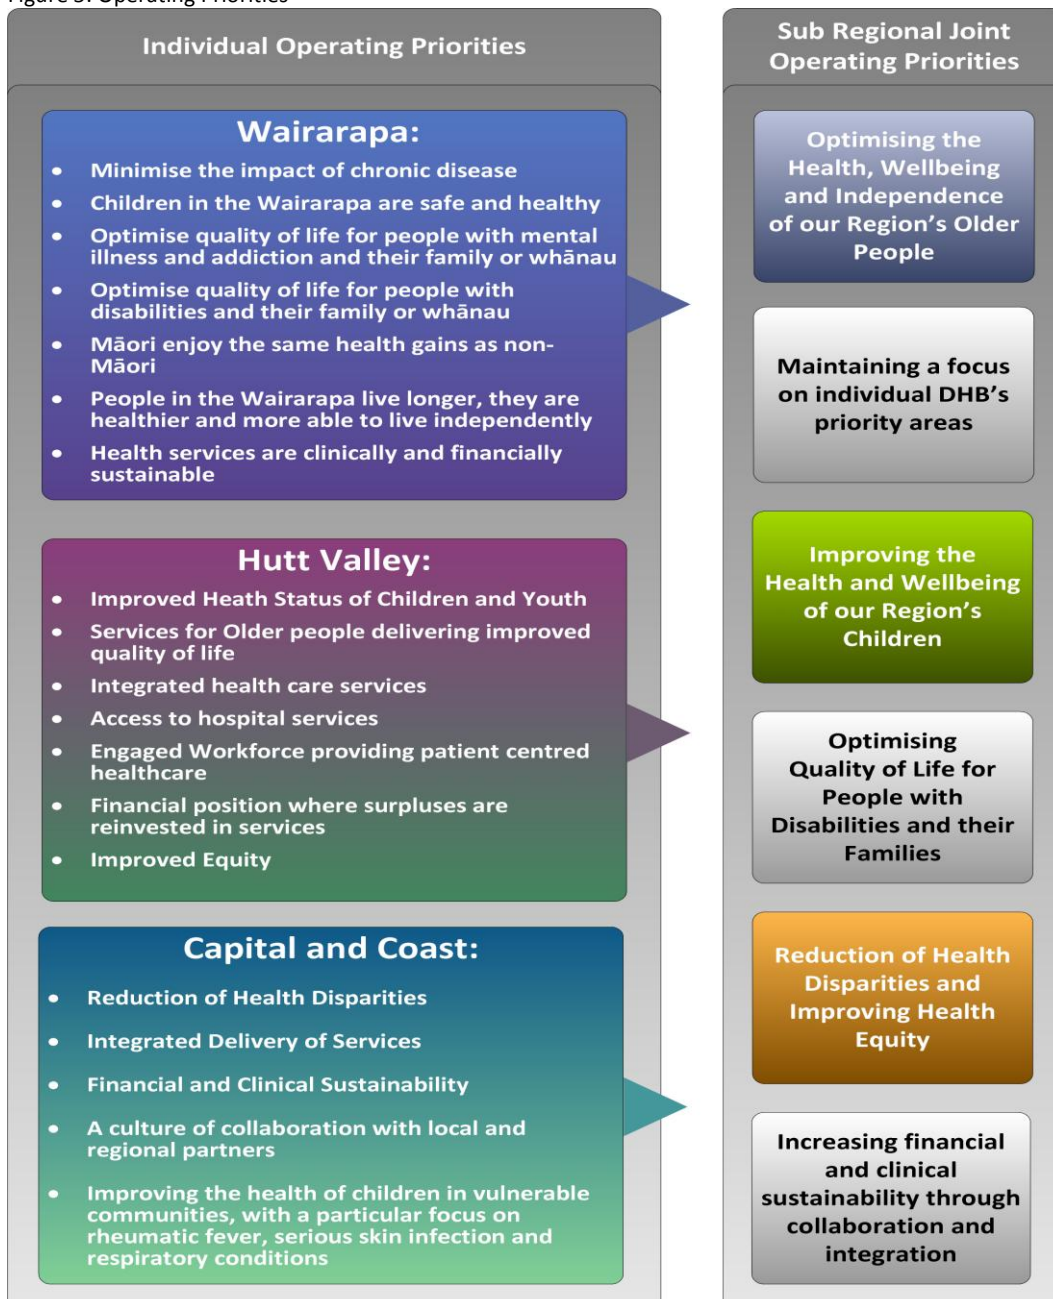 Individual Operating Priorities
Wairarapa:
• Minimise the impact of chronic disease
• Children in the Wairarapa are safe and healthy
• Optimise quality of life for people with mental
illness and addiction and their family or whānau
• Optimise quality of life for people with
disabilities and their family or whānau
• Māori enjoy the same health gains as non-
Māori
• People in the Wairarapa live longer, they are
healthier and more able to live independently
• Health services are clinically and financially
sustainable
Hutt Valley:
• Improved Heath Status of Children and Youth
• Services for Older people delivering improved
quality of life
• Integrated health care services
• Access to hospital services
• Engaged Workforce providing patient centred
healthcare
• Financial position where surpluses are
reinvested in services
• Improved Equity
Capital and Coast:
• Reduction of Health Disparities
• Integrated Delivery of Services
• Financial and Clinical Sustainability
• A culture of collaboration with local and
regional partners
• Improving the health of children in vulnerable
communities, with a particular focus on
rheumatic fever, serious skin infection and
respiratory conditions
Sub Regional Joint
Operating Priorities
Optimising the
Health, Wellbeing
and Independence
of our Region's Older
People
Maintaining a focus
on individual DHB's
priority areas
Improving the
Health and Wellbeing
of our Region's
Children
Optimising
Quality of Life for
People with
Disabilities and their
Families
Reduction of Health
Disparities and
Improving Health
Equity
Increasing financial
and clinical
sustainability through
collaboration and
integration